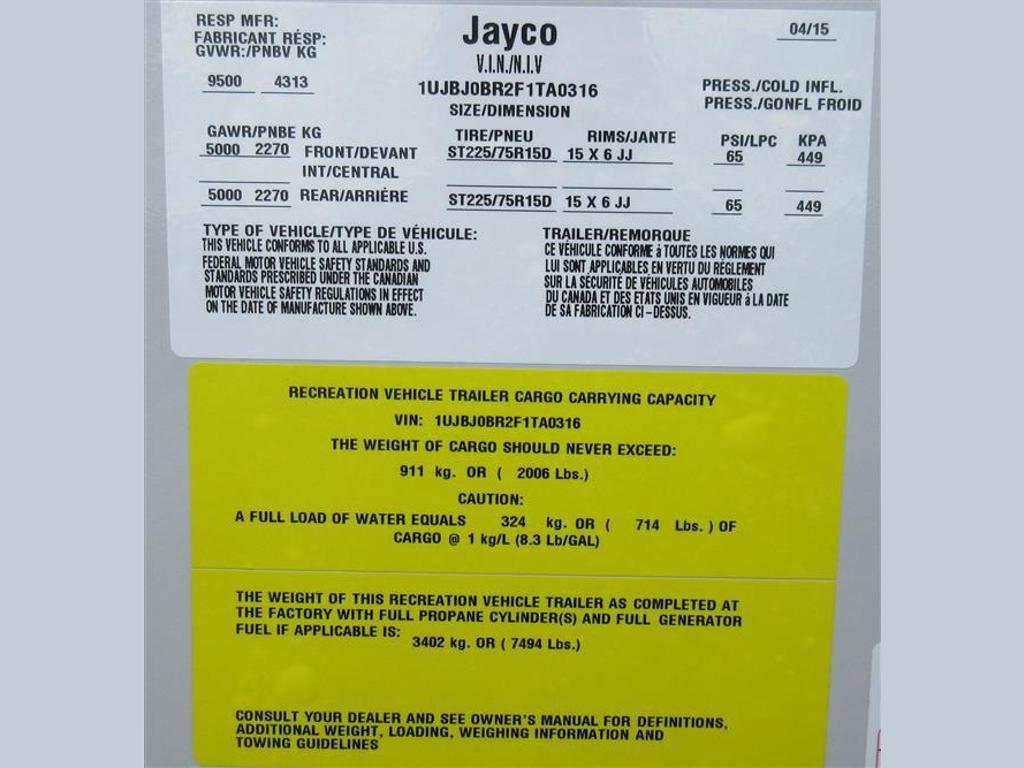 RESP MFR:
FABRICANT RÉSP:
GVWR:/PNBV KG
Jayco
04/15
V.I.N./N.I.V
9500 4313
1UJBJ0BR2F1TA0316
SIZE/DIMENSION
PRESS./COLD INFL.
PRESS./GONFL FROID
GAWR/PNBE KG
TIRE/PNEU RIMS/JANTE
PSI/LPC KPA
5000 2270 FRONT/DEVANT ST225/75R15D 15 X 6 JJ 65 449
INT/CENTRAL
5000 2270 REAR/ARRIÈRE ST225/75R15D 15 X 6 JJ 65 449
TYPE OF VEHICLE/TYPE DE VÉHICULE:
THIS VEHICLE CONFORMS TO ALL APPLICABLE U.S.
FEDERAL MOTOR VEHICLE SAFETY STANDARDS AND
STANDARDS PRESCRIBED UNDER THE CANADIAN
MOTOR VEHICLE SAFETY REGULATIONS IN EFFECT
ON THE DATE OF MANUFACTURE SHOWN ABOVE.
TRAILER/REMORQUE
CE VÉHICULE CONFORME à TOUTES LES NORMES QUI
LUI SONT APPLICABLES EN VERTU DU RÈGLEMENT
SUR LA SÉCURITÉ DE VÉHICULES AUTOMOBILES
DU CANADA ET DES ETATS UNIS EN VIGUEUR à LA DATE
DE SA FABRICATION CI-DESSUS.
RECREATION VEHICLE TRAILER CARGO CARRYING CAPACITY
VIN: 1UJBJ0BR2F1TA0316
THE WEIGHT OF CARGO SHOULD NEVER EXCEED:
911 kg. OR ( 2006 Lbs.)
CAUTION:
A FULL LOAD OF WATER EQUALS 324 kg. OR ( 714 Lbs. ) OF
CARGO @ 1 kg/L (8.3 Lb/GAL)
THE WEIGHT OF THIS RECREATION VEHICLE TRAILER AS COMPLETED AT
THE FACTORY WITH FULL PROPANE CYLINDER(S) AND FULL GENERATOR
FUEL IF APPLICABLE IS:
3402 kg. OR ( 7494 Lbs.)
CONSULT YOUR DEALER AND SEE OWNER'S MANUAL FOR DEFINITIONS,
ADDITIONAL WEIGHT, LOADING, WEIGHING INFORMATION AND
TOWING GUIDELINES